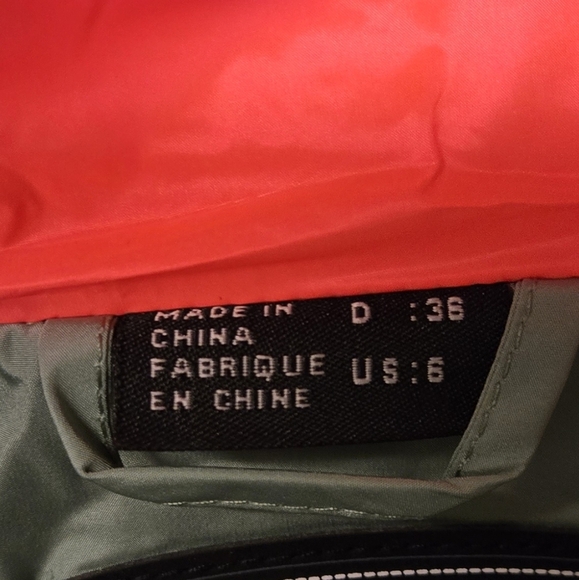 MADE IN
CHINA
FABRIQUE
EN CHINE
D :36
US:6